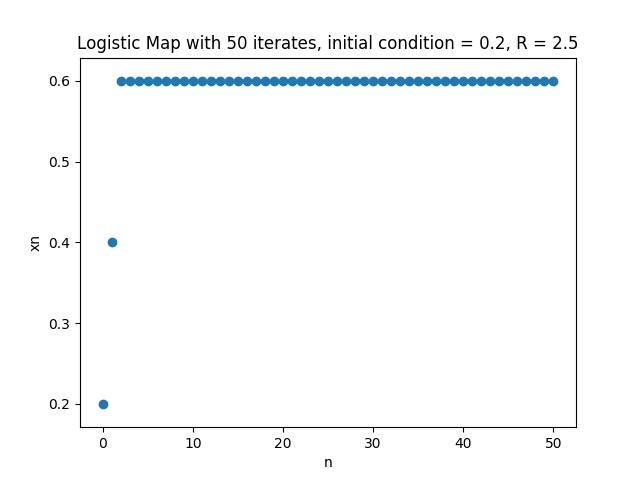 Logistic Map with 50 iterates, initial condition = 0.2, R = 2.5
0.6
0.5
0.4
0.3
0.2
xn
0 10 20 30 40 50
n